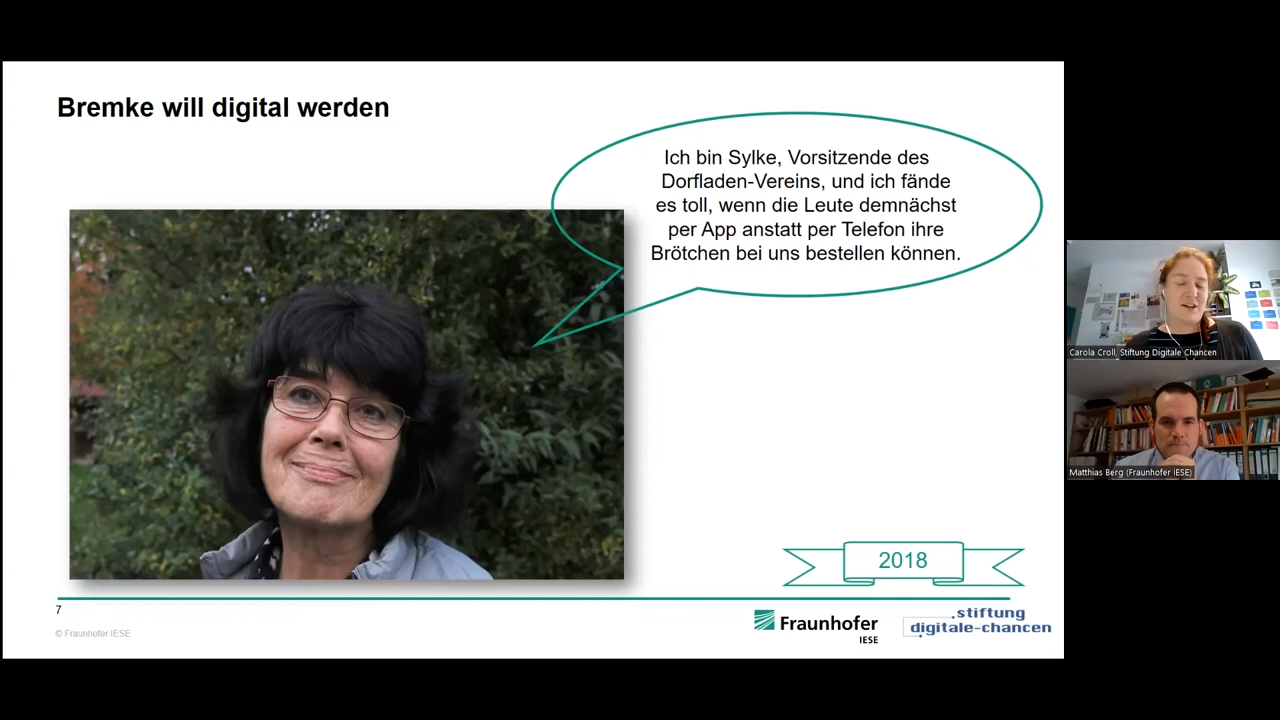 Bremke will digital werden
Ich bin Sylke, Vorsitzende des
Dorfladen-Vereins, und ich fände
es toll, wenn die Leute demnächst
per App anstatt per Telefon ihre
Brötchen bei uns bestellen können.
Carola Croll, Stiftung Digitale Chancen
Matthias Berg (Fraunhofer IESE)
2018
7
© Fraunhofer IESE
Fraunhofer
IESE
stiftung
digitale-chancen